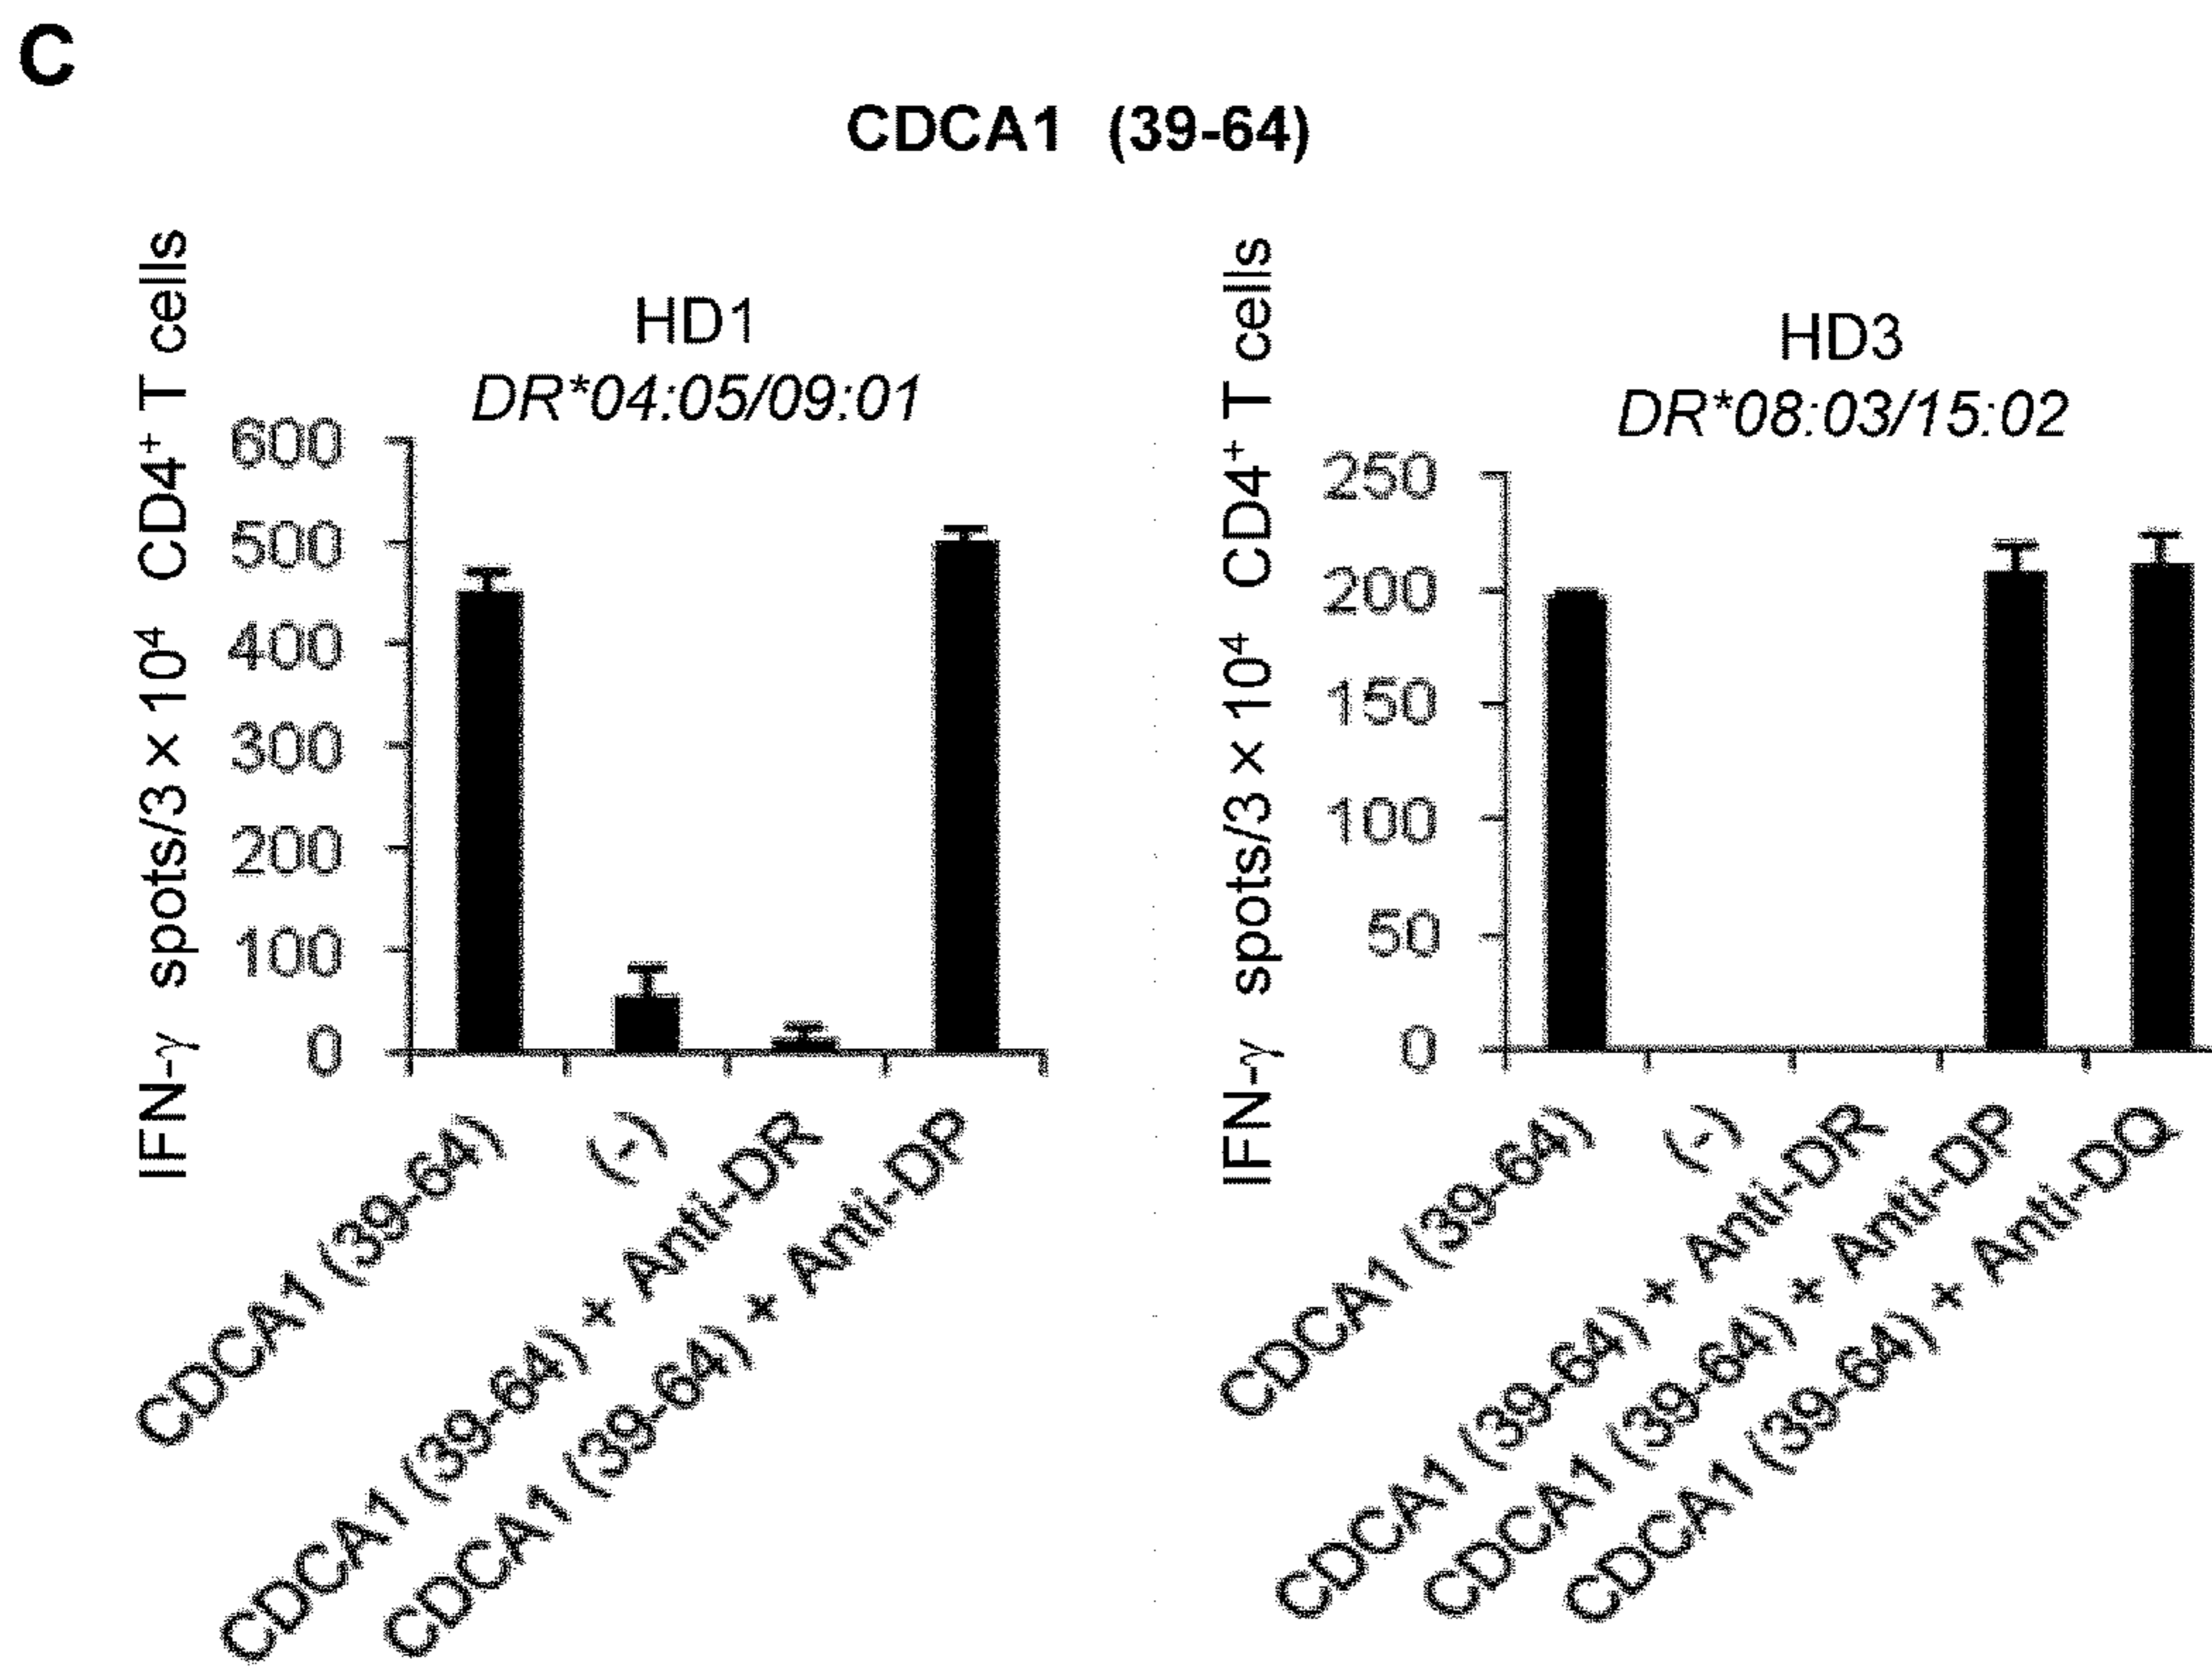 C
CDCA1 (39-64)
IFN-γ spots/3 × 10⁴ CD4⁺ T cells
HD1
DR*04:05/09:01
600
500
400
300
200
100
0
CDCA1 (39-64)
(-)
CDCA1 (39-64) + Anti-DR
CDCA1 (39-64) + Anti-DP
IFN-γ spots/3 × 10⁴ CD4⁺ T cells
HD3
DR*08:03/15:02
250
200
150
100
50
0
CDCA1 (39-64)
(-)
CDCA1 (39-64) + Anti-DR
CDCA1 (39-64) + Anti-DP
CDCA1 (39-64) + Anti-DQ